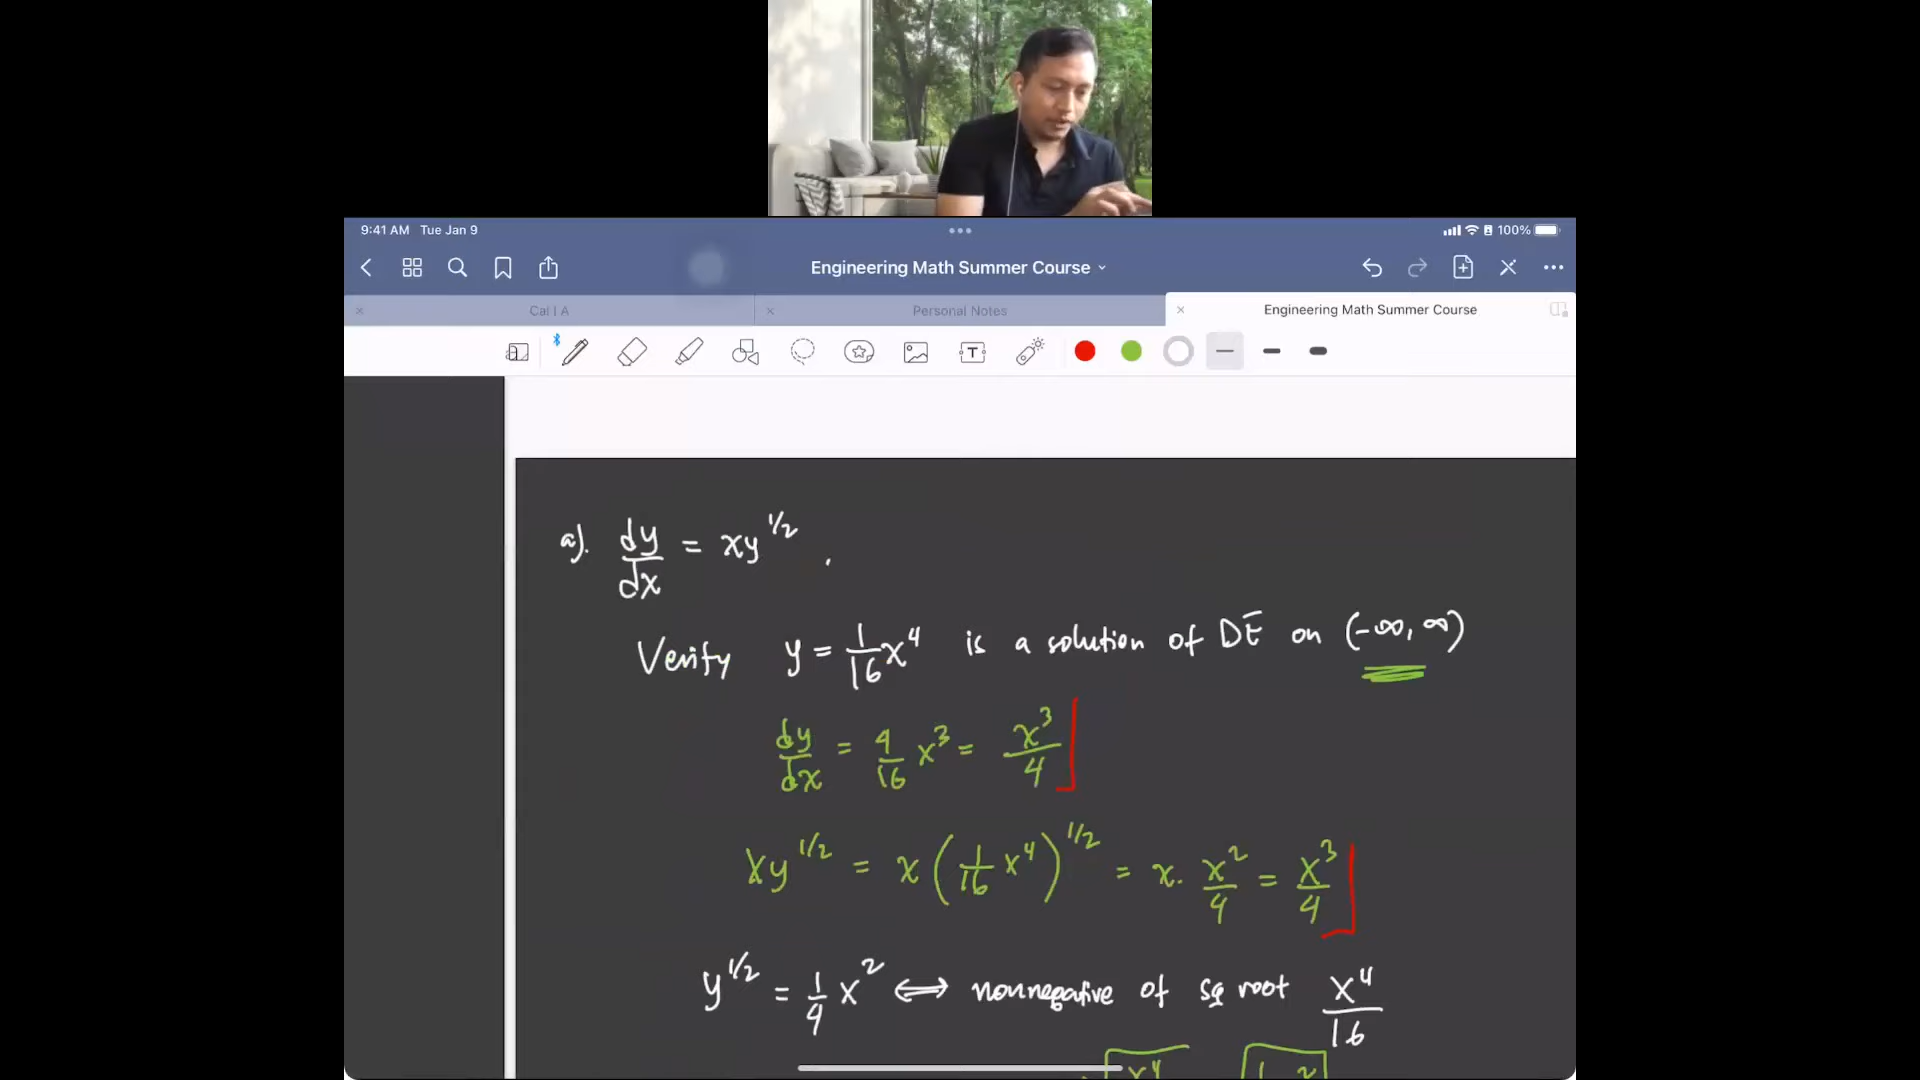 9:41 AM Tue Jan 9
100%
Engineering Math Summer Course
Cal I A
Personal Notes
Engineering Math Summer Course
a). dy/dx = xy^1/2 .
Verify y = 1/16 x^4 is a solution of DE on (-∞, ∞)
dy/dx = 4/16 x^3 = x^3/4
xy^1/2 = x (1/16 x^4)^1/2 = x · x^2/4 = x^3/4
y^1/2 = 1/4 x^2 ⟺ nonnegative of sq root x^4/16